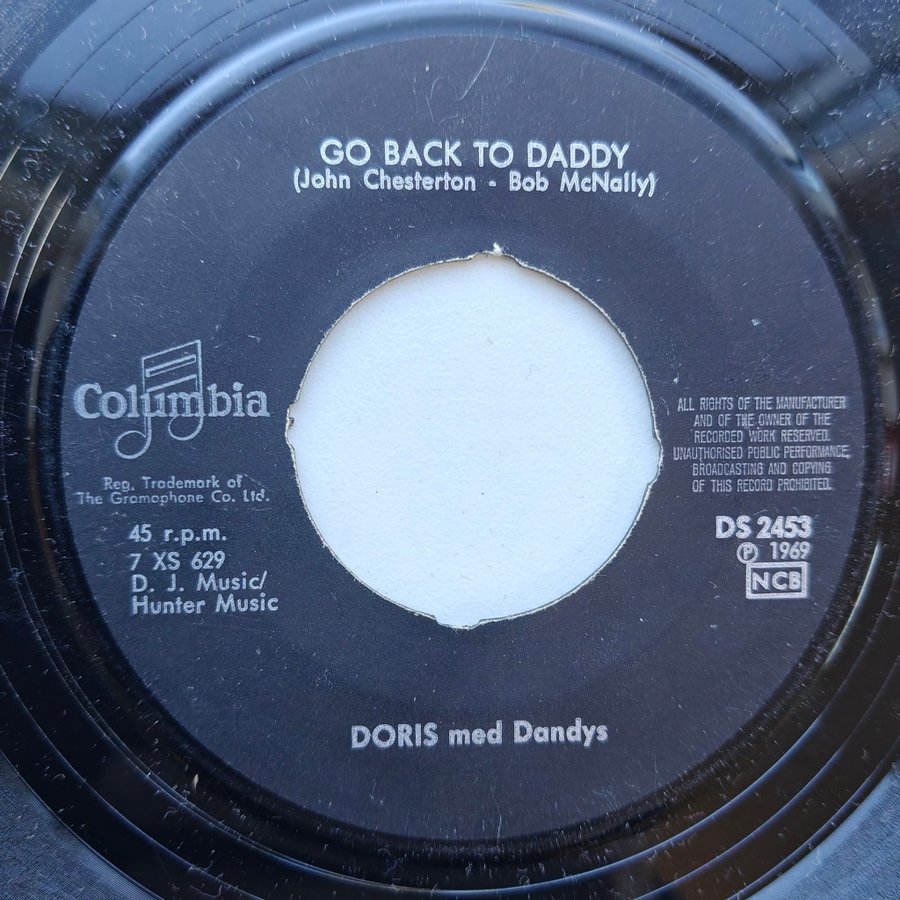 GO BACK TO DADDY
(John Chesterton - Bob McNally)
Columbia
Reg. Trademark of
The Gramophone Co. Ltd.
45 r.p.m.
7 XS 629
D. J. Music/
Hunter Music
ALL RIGHTS OF THE MANUFACTURER
AND OF THE OWNER OF THE
RECORDED WORK RESERVED.
UNAUTHORISED PUBLIC PERFORMANCE,
BROADCASTING AND COPYING
OF THIS RECORD PROHIBITED.
DS 2453
Ⓟ 1969
NCB
DORIS med Dandys